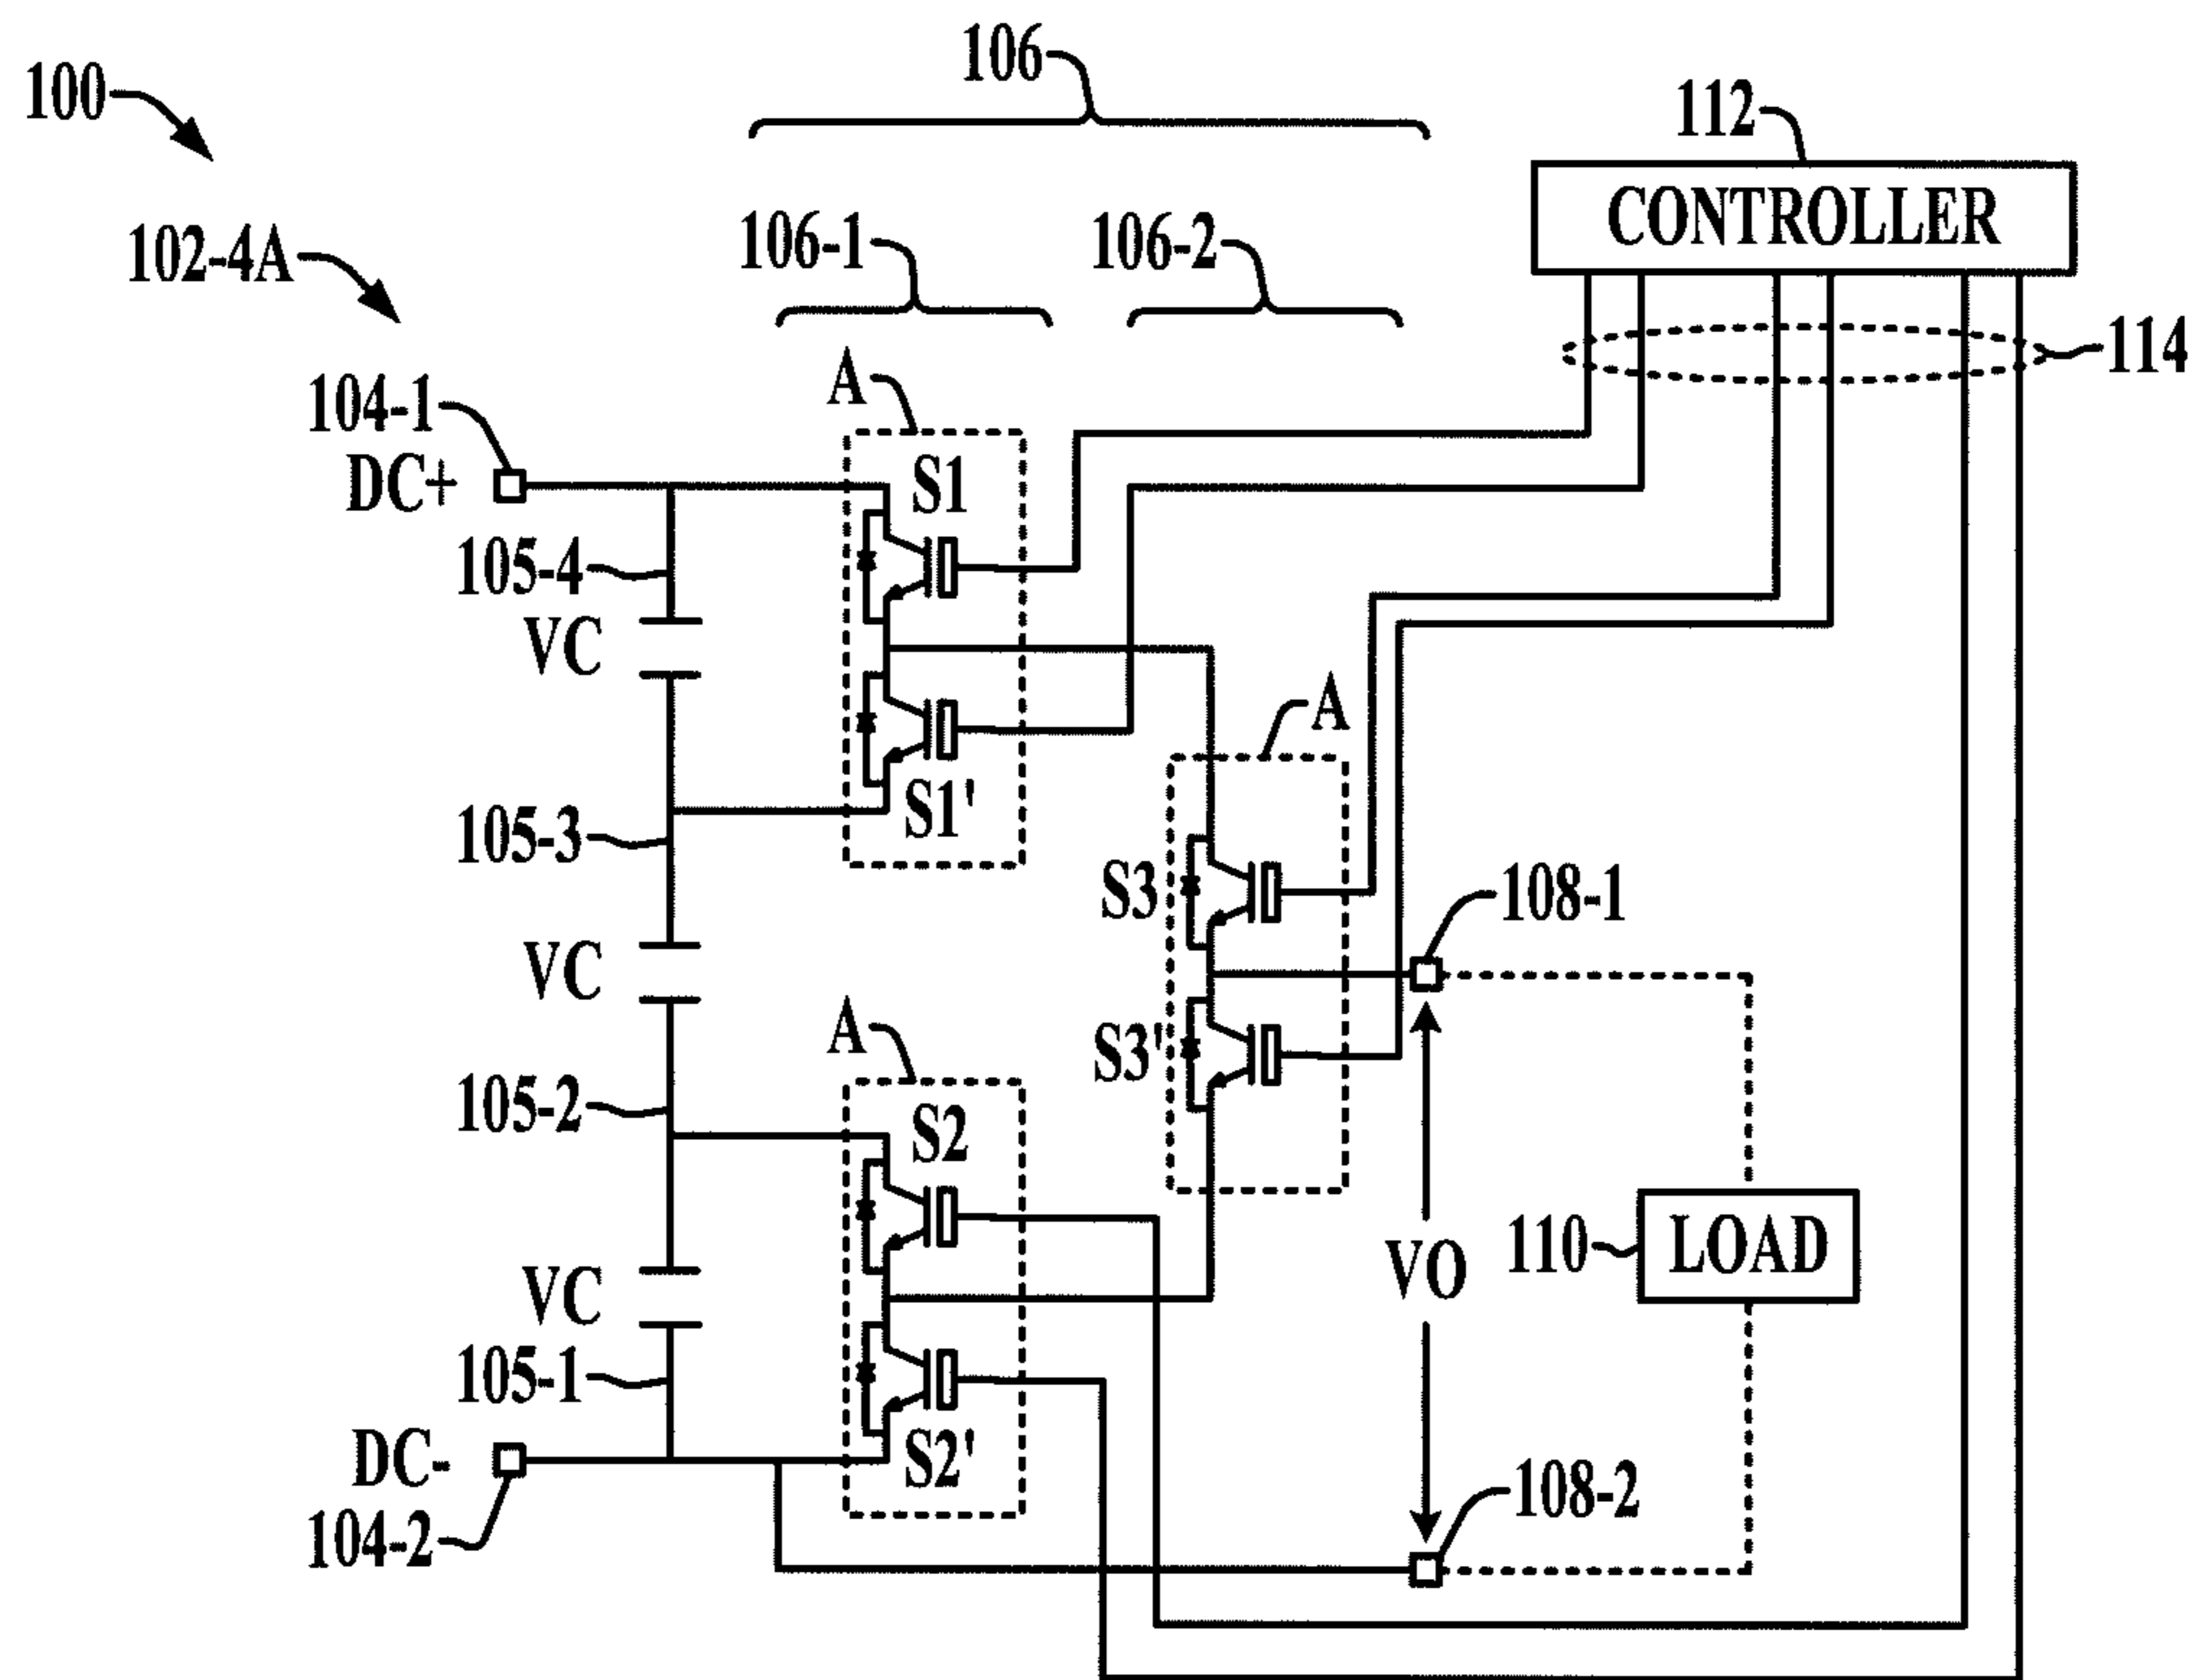 100
106
112
CONTROLLER
102-4A
106-1
106-2
114
A
104-1
DC+
S1
105-4
VC
A
S1'
105-3
S3
108-1
VC
A
S3'
105-2
S2
VO
110
LOAD
VC
105-1
DC-
S2'
108-2
104-2